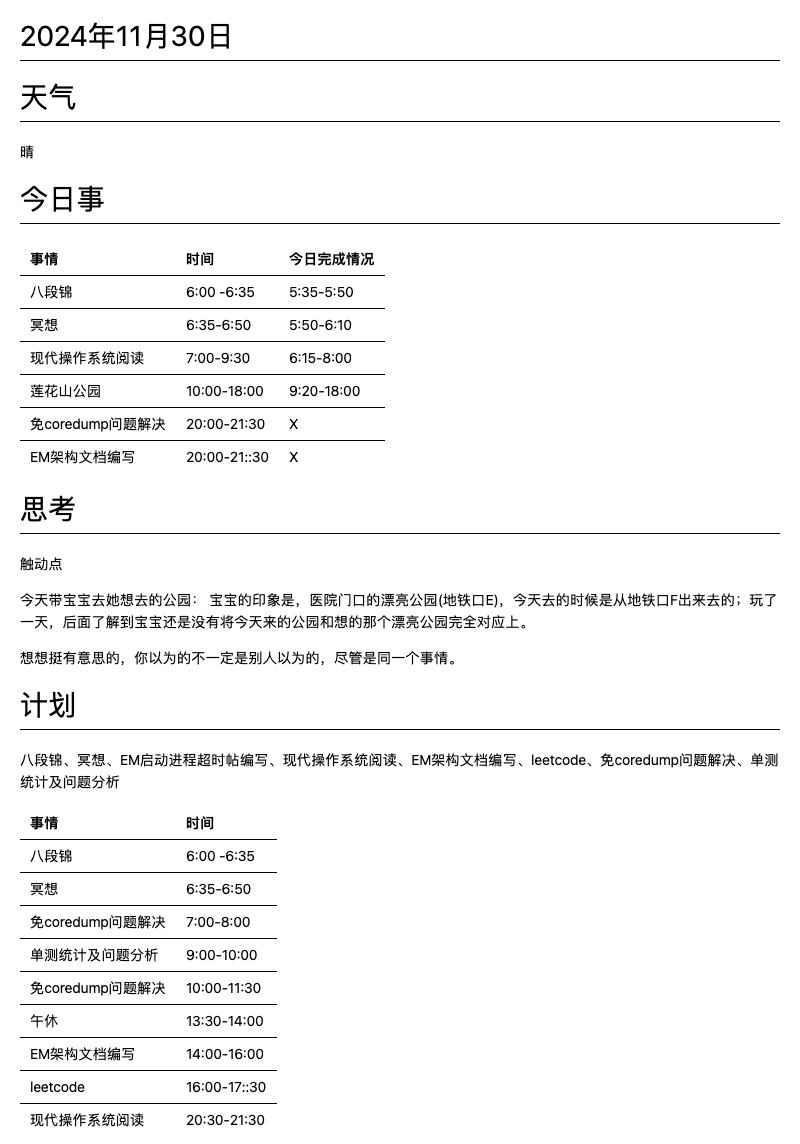 2024年11月30日
天气
晴
今日事
事情 时间 今日完成情况
八段锦 6:00 -6:35 5:35-5:50
冥想 6:35-6:50 5:50-6:10
现代操作系统阅读 7:00-9:30 6:15-8:00
莲花山公园 10:00-18:00 9:20-18:00
免coredump问题解决 20:00-21:30 X
EM架构文档编写 20:00-21::30 X
思考
触动点
今天带宝宝去她想去的公园： 宝宝的印象是，医院门口的漂亮公园(地铁口E)，今天去的时候是从地铁口F出来去的；玩了
一天，后面了解到宝宝还是没有将今天来的公园和想的那个漂亮公园完全对应上。
想想挺有意思的，你以为的不一定是别人以为的，尽管是同一个事情。
计划
八段锦、冥想、EM启动进程超时帖编写、现代操作系统阅读、EM架构文档编写、leetcode、免coredump问题解决、单测
统计及问题分析
事情 时间
八段锦 6:00 -6:35
冥想 6:35-6:50
免coredump问题解决 7:00-8:00
单测统计及问题分析 9:00-10:00
免coredump问题解决 10:00-11:30
午休 13:30-14:00
EM架构文档编写 14:00-16:00
leetcode 16:00-17::30
现代操作系统阅读 20:30-21:30